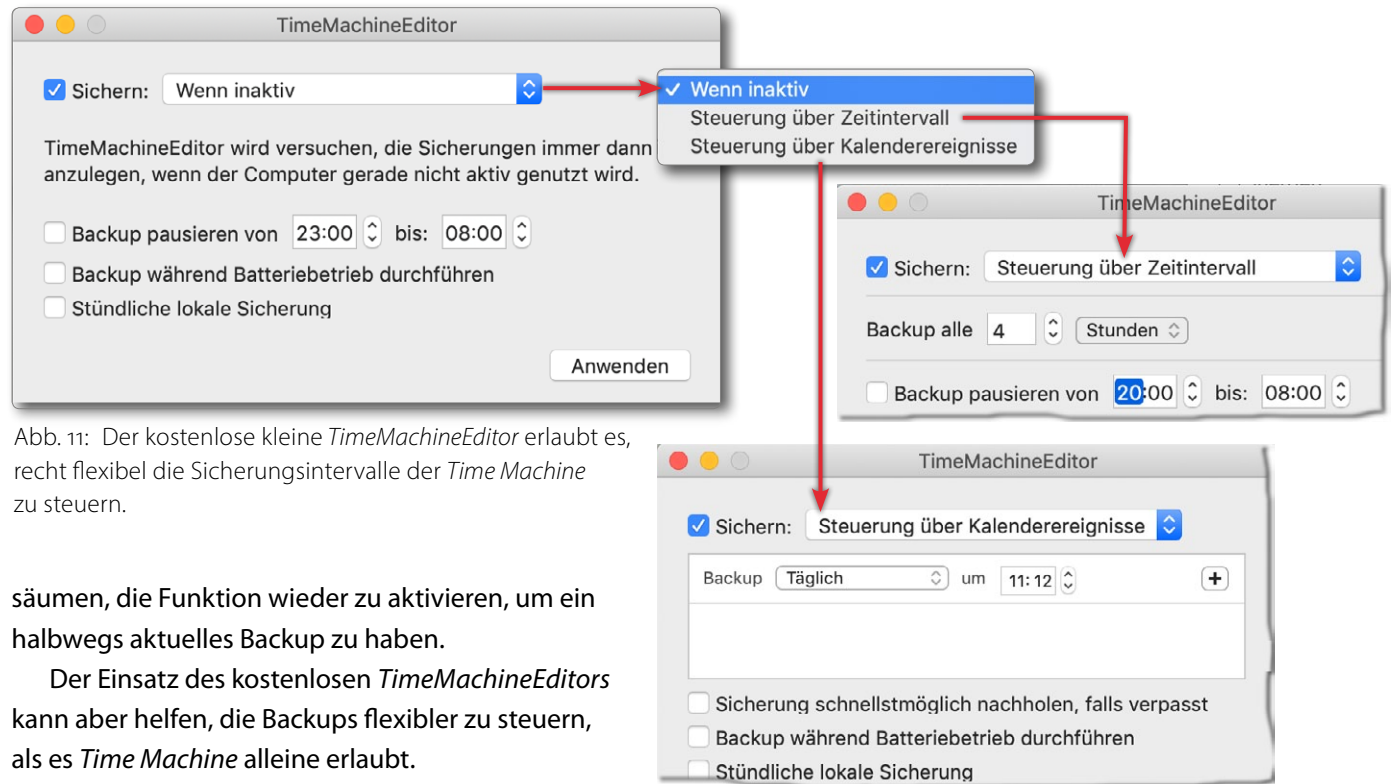 TimeMachineEditor
Sichern: Wenn inaktiv
TimeMachineEditor wird versuchen, die Sicherungen immer dann
anzulegen, wenn der Computer gerade nicht aktiv genutzt wird.
Backup pausieren von 23:00 bis: 08:00
Backup während Batteriebetrieb durchführen
Stündliche lokale Sicherung
Anwenden
✓ Wenn inaktiv
Steuerung über Zeitintervall
Steuerung über Kalenderereignisse
TimeMachineEditor
Sichern: Steuerung über Zeitintervall
Backup alle 4 Stunden
Backup pausieren von 20:00 bis: 08:00
Abb. 11: Der kostenlose kleine TimeMachineEditor erlaubt es,
recht flexibel die Sicherungsintervalle der Time Machine
zu steuern.
TimeMachineEditor
Sichern: Steuerung über Kalenderereignisse
Backup Täglich um 11:12 +
Sicherung schnellstmöglich nachholen, falls verpasst
Backup während Batteriebetrieb durchführen
Stündliche lokale Sicherung
säumen, die Funktion wieder zu aktivieren, um ein
halbwegs aktuelles Backup zu haben.
Der Einsatz des kostenlosen TimeMachineEditors
kann aber helfen, die Backups flexibler zu steuern,
als es Time Machine alleine erlaubt.